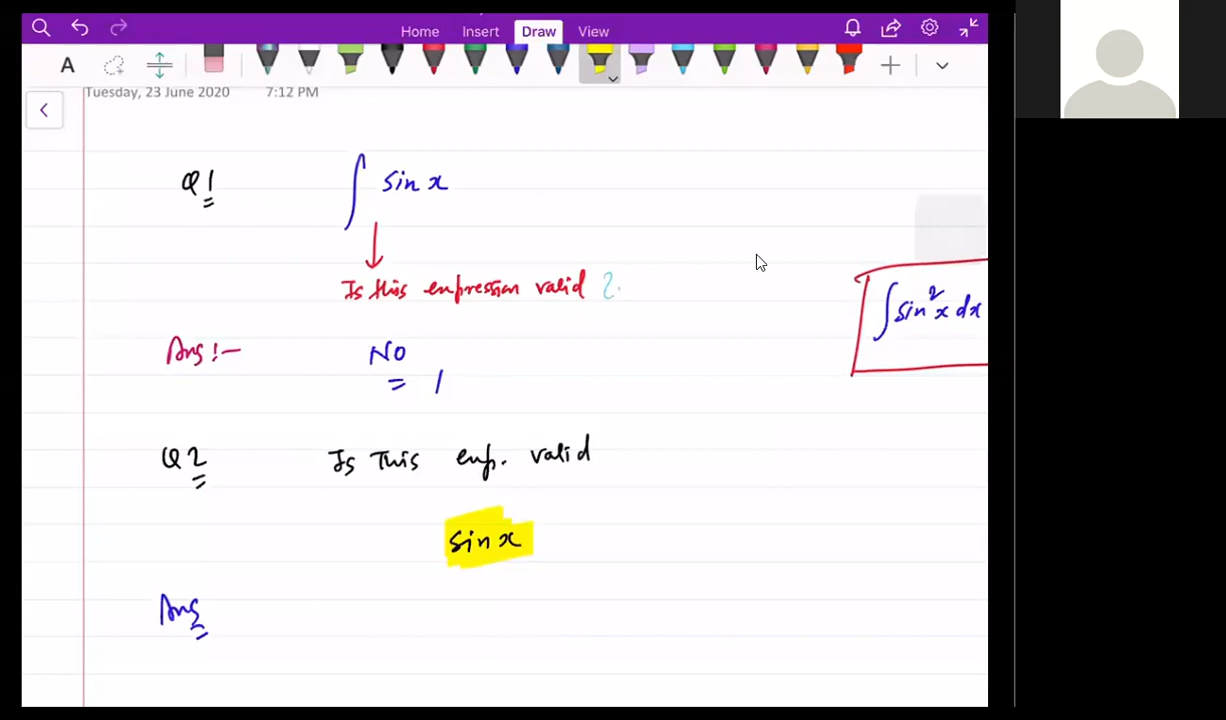 Home Insert Draw View
A
Tuesday, 23 June 2020 7:12 PM
Q1 ∫ sin x
Is this expression valid ?
∫ sin²x dx
Ans :- No
Q2 Is This exp. valid
sin x
Ans